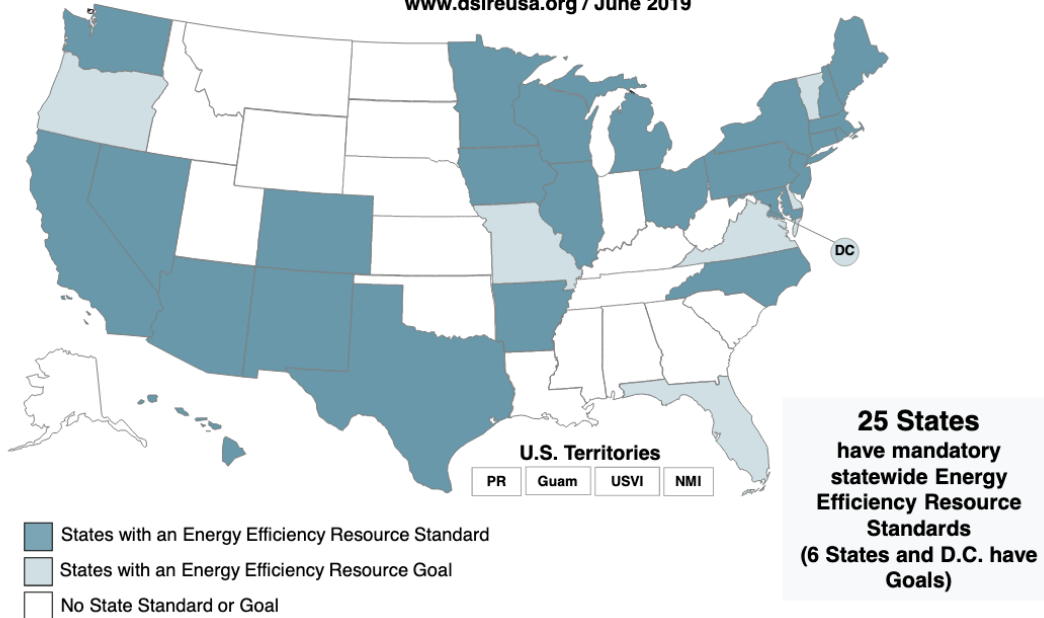 www.dsireusa.org / June 2019
DC
U.S. Territories
PR
Guam
USVI
NMI
25 States
have mandatory
statewide Energy
Efficiency Resource
Standards
(6 States and D.C. have
Goals)
States with an Energy Efficiency Resource Standard
States with an Energy Efficiency Resource Goal
No State Standard or Goal